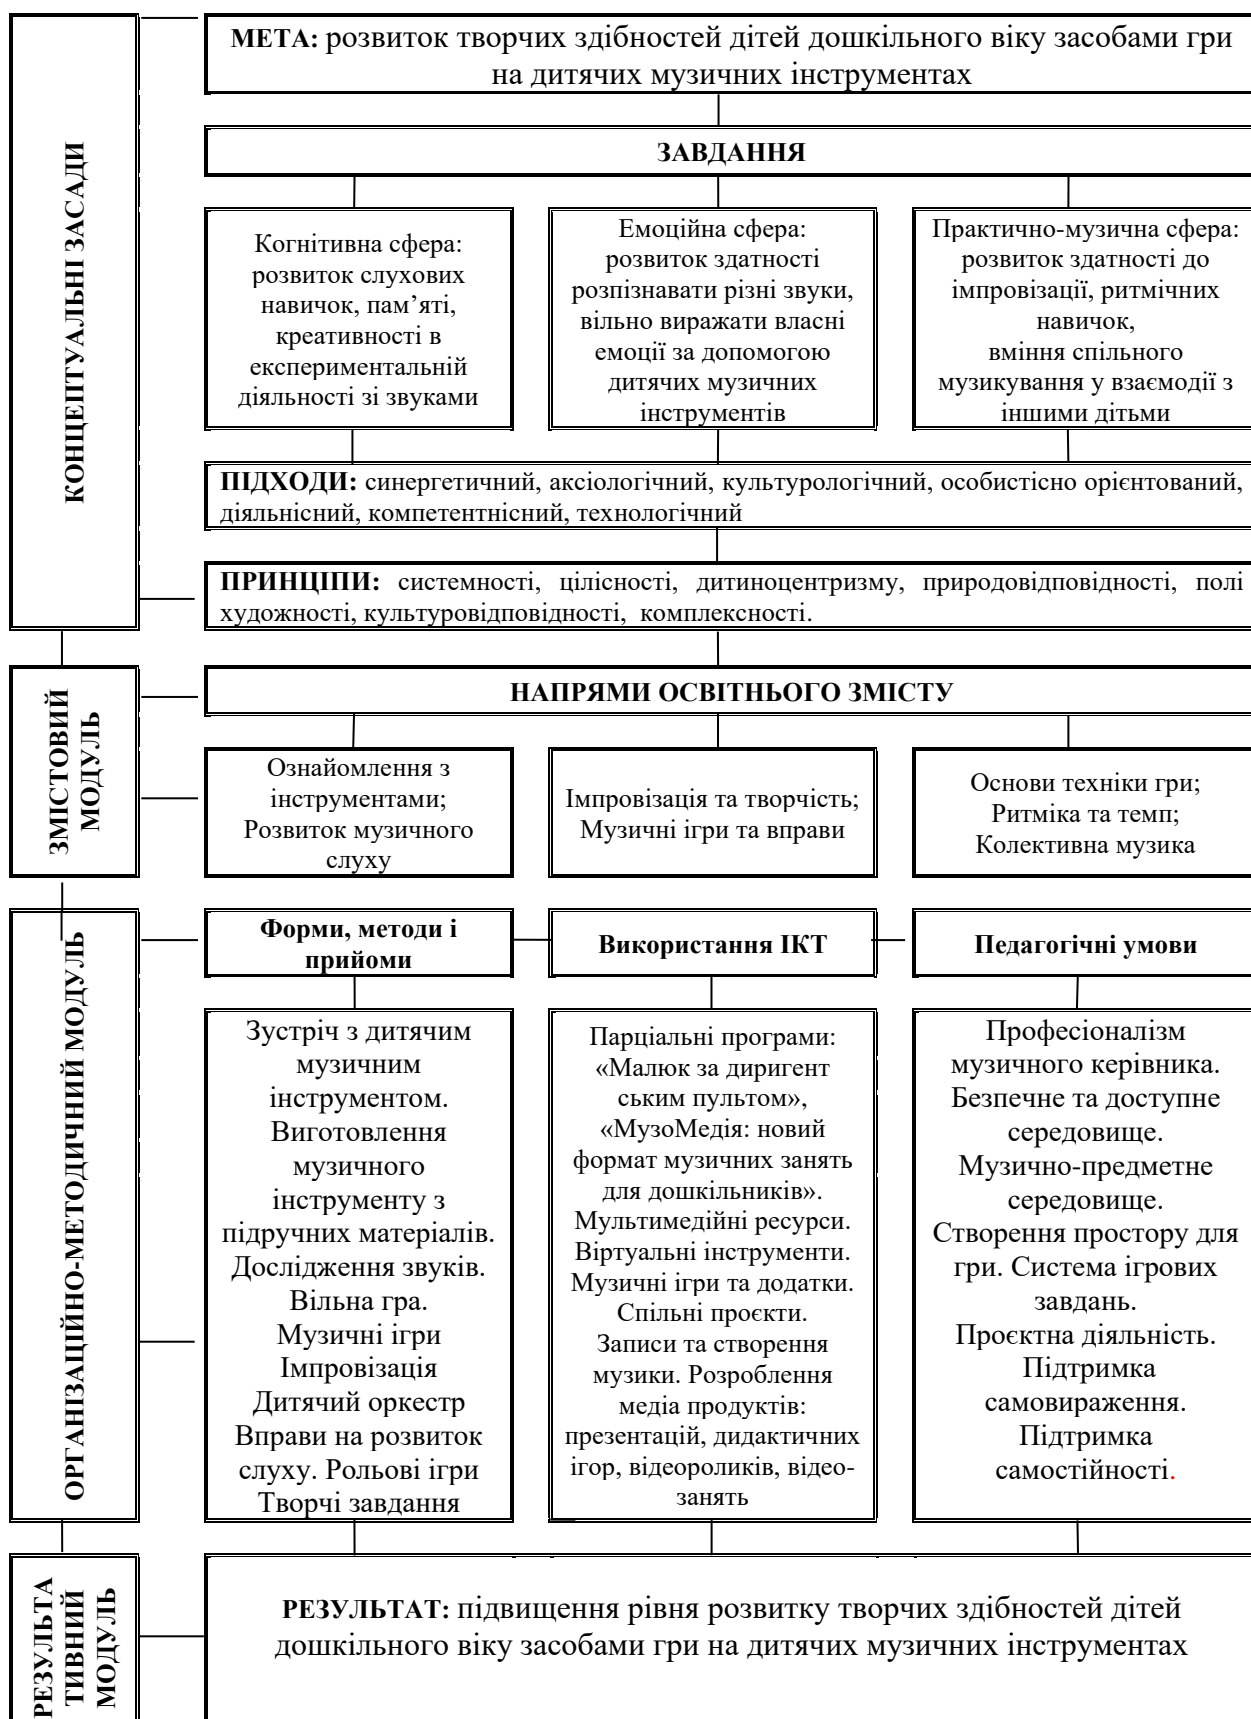 КОНЦЕПТУАЛЬНІ ЗАСАДИ
МЕТА: розвиток творчих здібностей дітей дошкільного віку засобами гри
на дитячих музичних інструментах
ЗАВДАННЯ
Когнітивна сфера:
розвиток слухових
навичок, пам’яті,
креативності в
експериментальній
діяльності зі звуками
Емоційна сфера:
розвиток здатності
розпізнавати різні звуки,
вільно виражати власні
емоції за допомогою
дитячих музичних
інструментів
Практично-музична сфера:
розвиток здатності до
імпровізації, ритмічних
навичок,
вміння спільного
музикування у взаємодії з
іншими дітьми
ПІДХОДИ: синергетичний, аксіологічний, культурологічний, особистісно орієнтований,
діяльнісний, компетентнісний, технологічний
ПРИНЦІПИ: системності, цілісності, дитиноцентризму, природовідповідності, полі
художності, культуровідповідності, комплексності.
ЗМІСТОВИЙ
МОДУЛЬ
НАПРЯМИ ОСВІТНЬОГО ЗМІСТУ
Ознайомлення з
інструментами;
Розвиток музичного
слуху
Імпровізація та творчість;
Музичні ігри та вправи
Основи техніки гри;
Ритміка та темп;
Колективна музика
ОРГАНІЗАЦІЙНО-МЕТОДИЧНИЙ МОДУЛЬ
Форми, методи і
прийоми
Використання ІКТ
Педагогічні умови
Зустріч з дитячим
музичним
інструментом.
Виготовлення
музичного
інструменту з
підручних матеріалів.
Дослідження звуків.
Вільна гра.
Музичні ігри
Імпровізація
Дитячий оркестр
Вправи на розвиток
слуху. Рольові ігри
Творчі завдання
Парціальні програми:
«Малюк за диригент
ським пультом»,
«МузоМедія: новий
формат музичних занять
для дошкільників».
Мультимедійні ресурси.
Віртуальні інструменти.
Музичні ігри та додатки.
Спільні проєкти.
Записи та створення
музики. Розроблення
медіа продуктів:
презентацій, дидактичних
ігор, відеороликів, відео-
занять
Професіоналізм
музичного керівника.
Безпечне та доступне
середовище.
Музично-предметне
середовище.
Створення простору для
гри. Система ігрових
завдань.
Проєктна діяльність.
Підтримка
самовираження.
Підтримка
самостійності.
РЕЗУЛЬТА
ТИВНИЙ
МОДУЛЬ
РЕЗУЛЬТАТ: підвищення рівня розвитку творчих здібностей дітей
дошкільного віку засобами гри на дитячих музичних інструментах